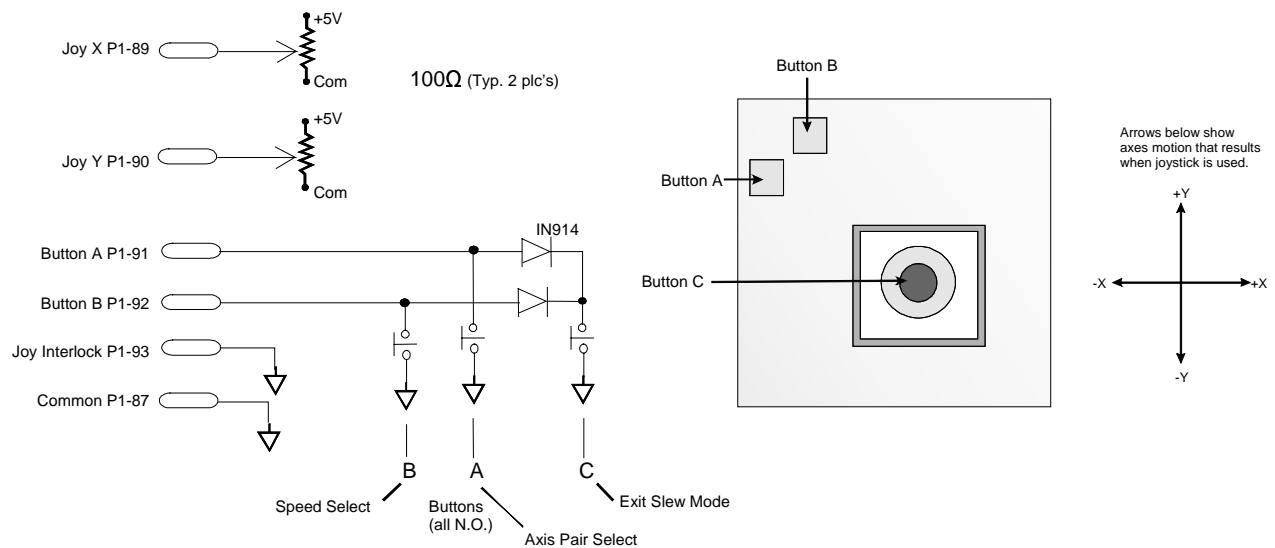 +5V
Joy X P1-89
Com
100Ω (Typ. 2 plc's)
+5V
Joy Y P1-90
Com
IN914
Button A P1-91
Button B P1-92
Joy Interlock P1-93
Common P1-87
B
A
C
Speed Select
Buttons
(all N.O.)
Exit Slew Mode
Axis Pair Select
Button B
Button A
Button C
Arrows below show
axes motion that results
when joystick is used.
+Y
-X
+X
-Y